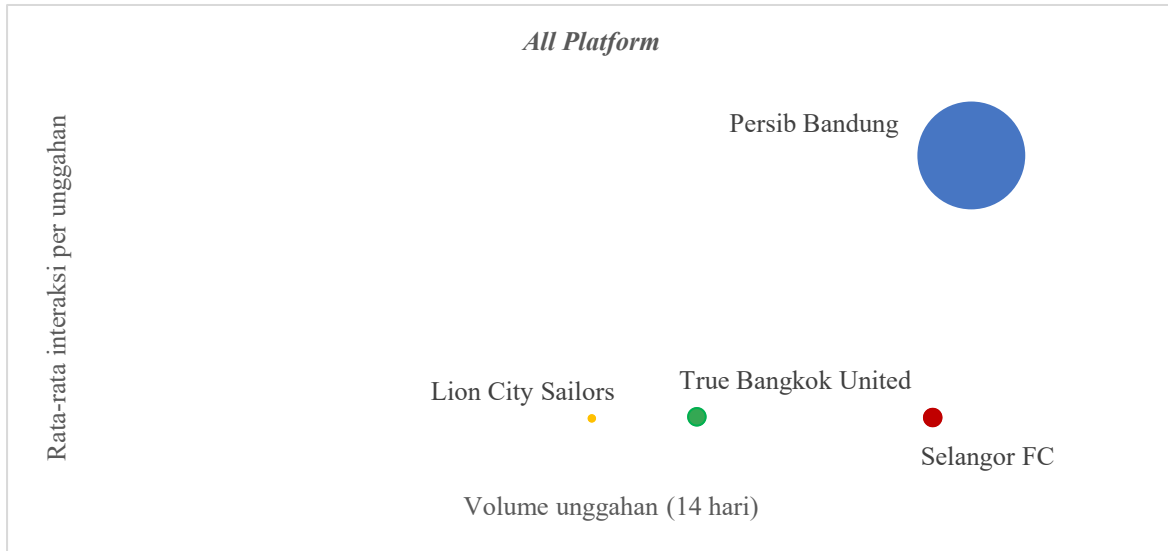 All Platform
Rata-rata interaksi per unggahan
Persib Bandung
Lion City Sailors
True Bangkok United
Selangor FC
Volume unggahan (14 hari)